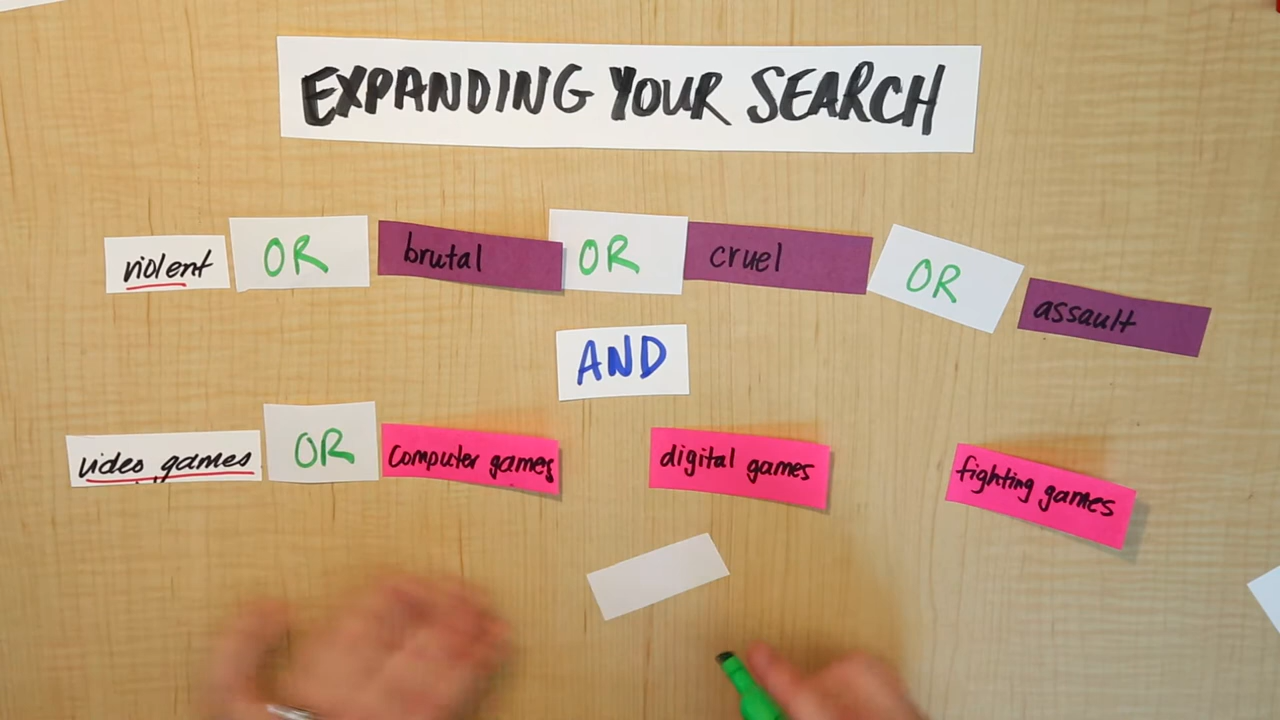 EXPANDING YOUR SEARCH
violent OR brutal OR cruel OR assault
AND
video games OR computer games digital games fighting games